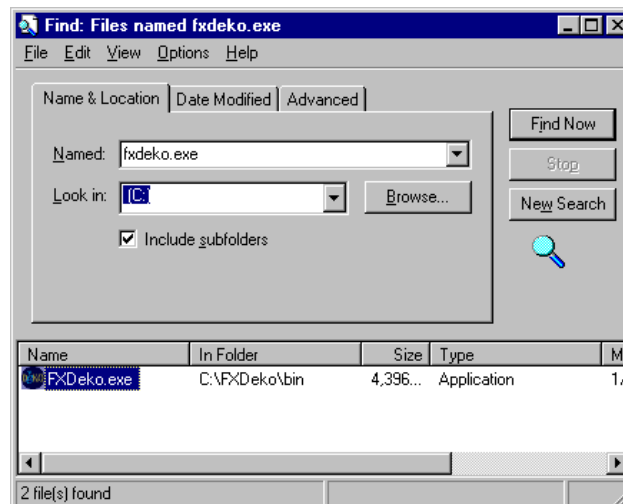 Find: Files named fxdeko.exe
File Edit View Options Help
Name & Location Date Modified Advanced
Find Now
Named: fxdeko.exe
Stop
Look in: (C:) Browse...
New Search
Include subfolders
Name In Folder Size Type M
FXDeko.exe C:\FXDeko\bin 4,396... Application 1/
2 file(s) found